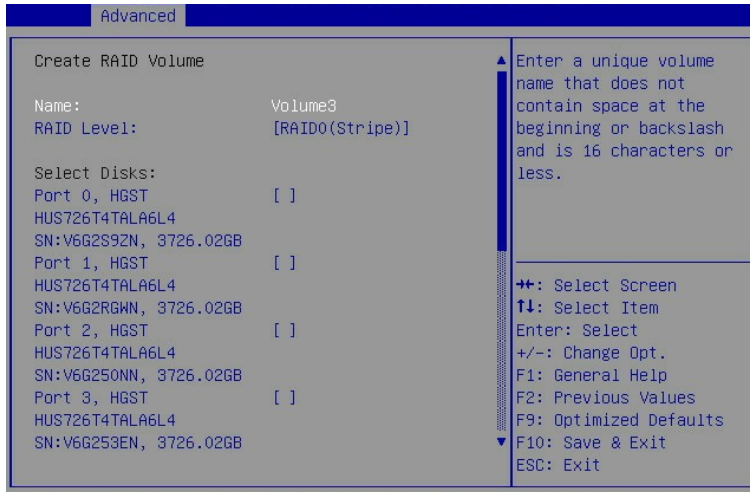 Advanced
Create RAID Volume
Name: Volume3
RAID Level: [RAID0(Stripe)]
Select Disks:
Port 0, HGST [ ]
HUS726T4TALA6L4
SN:V6G2S9ZN, 3726.02GB
Port 1, HGST [ ]
HUS726T4TALA6L4
SN:V6G2RGWN, 3726.02GB
Port 2, HGST [ ]
HUS726T4TALA6L4
SN:V6G250NN, 3726.02GB
Port 3, HGST [ ]
HUS726T4TALA6L4
SN:V6G253EN, 3726.02GB
Enter a unique volume
name that does not
contain space at the
beginning or backslash
and is 16 characters or
less.
→←: Select Screen
↑↓: Select Item
Enter: Select
+/-: Change Opt.
F1: General Help
F2: Previous Values
F9: Optimized Defaults
F10: Save & Exit
ESC: Exit